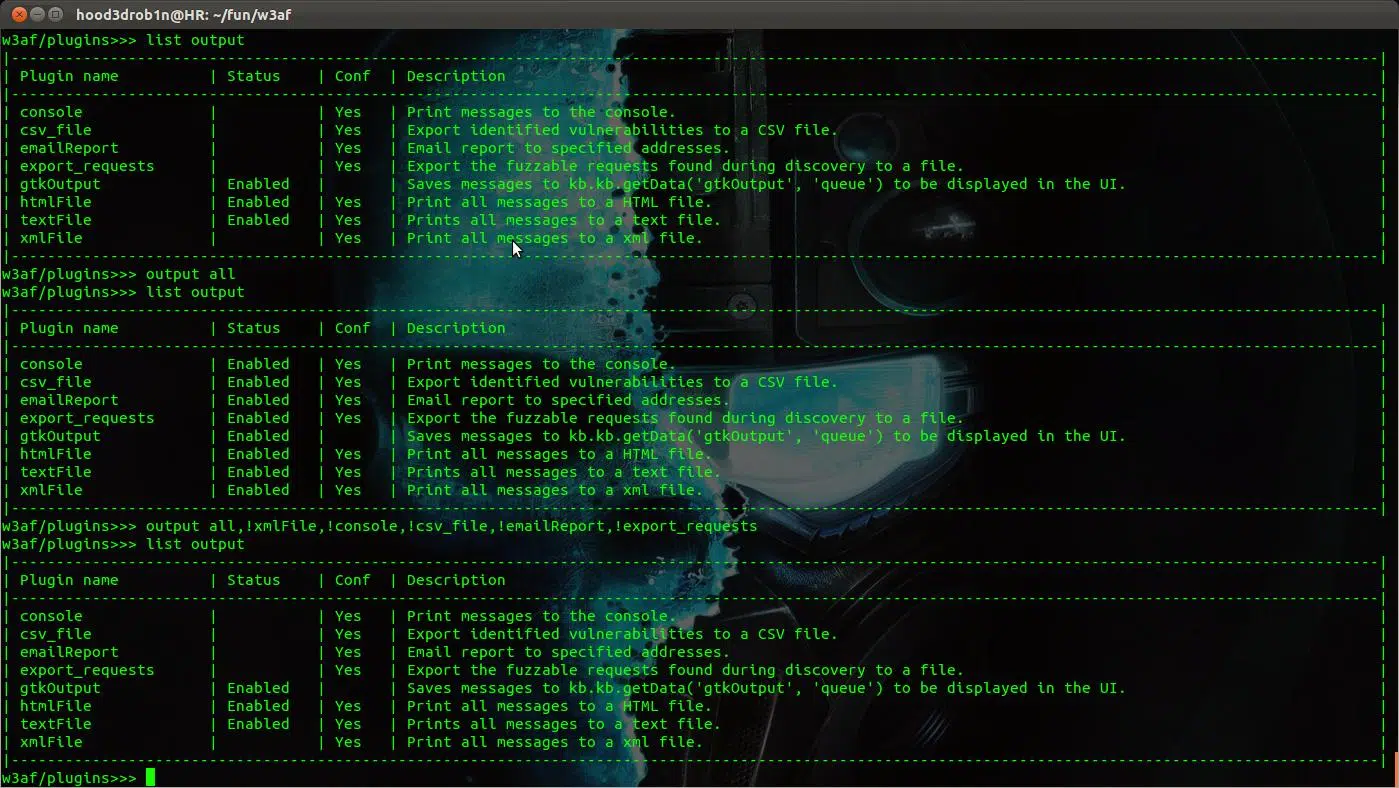 hood3drob1n@HR: ~/fun/w3af
w3af/plugins>>> list output
|--------------------------------------------------------------------------------------------------------------------------------------------------------|
| Plugin name          | Status    | Conf  | Description
|--------------------------------------------------------------------------------------------------------------------------------------------------------|
| console              |           | Yes   | Print messages to the console.
| csv_file             |           | Yes   | Export identified vulnerabilities to a CSV file.
| emailReport          |           | Yes   | Email report to specified addresses.
| export_requests      |           | Yes   | Export the fuzzable requests found during discovery to a file.
| gtkOutput            | Enabled   |       | Saves messages to kb.kb.getData('gtkOutput', 'queue') to be displayed in the UI.
| htmlFile             | Enabled   | Yes   | Print all messages to a HTML file.
| textFile             | Enabled   | Yes   | Prints all messages to a text file.
| xmlFile              |           | Yes   | Print all messages to a xml file.
|--------------------------------------------------------------------------------------------------------------------------------------------------------|
w3af/plugins>>> output all
w3af/plugins>>> list output
|--------------------------------------------------------------------------------------------------------------------------------------------------------|
| Plugin name          | Status    | Conf  | Description
|--------------------------------------------------------------------------------------------------------------------------------------------------------|
| console              | Enabled   | Yes   | Print messages to the console.
| csv_file             | Enabled   | Yes   | Export identified vulnerabilities to a CSV file.
| emailReport          | Enabled   | Yes   | Email report to specified addresses.
| export_requests      | Enabled   | Yes   | Export the fuzzable requests found during discovery to a file.
| gtkOutput            | Enabled   |       | Saves messages to kb.kb.getData('gtkOutput', 'queue') to be displayed in the UI.
| htmlFile             | Enabled   | Yes   | Print all messages to a HTML file.
| textFile             | Enabled   | Yes   | Prints all messages to a text file.
| xmlFile              | Enabled   | Yes   | Print all messages to a xml file.
|--------------------------------------------------------------------------------------------------------------------------------------------------------|
w3af/plugins>>> output all,!xmlFile,!console,!csv_file,!emailReport,!export_requests
w3af/plugins>>> list output
|--------------------------------------------------------------------------------------------------------------------------------------------------------|
| Plugin name          | Status    | Conf  | Description
|--------------------------------------------------------------------------------------------------------------------------------------------------------|
| console              |           | Yes   | Print messages to the console.
| csv_file             |           | Yes   | Export identified vulnerabilities to a CSV file.
| emailReport          |           | Yes   | Email report to specified addresses.
| export_requests      |           | Yes   | Export the fuzzable requests found during discovery to a file.
| gtkOutput            | Enabled   |       | Saves messages to kb.kb.getData('gtkOutput', 'queue') to be displayed in the UI.
| htmlFile             | Enabled   | Yes   | Print all messages to a HTML file.
| textFile             | Enabled   | Yes   | Prints all messages to a text file.
| xmlFile              |           | Yes   | Print all messages to a xml file.
|--------------------------------------------------------------------------------------------------------------------------------------------------------|
w3af/plugins>>>